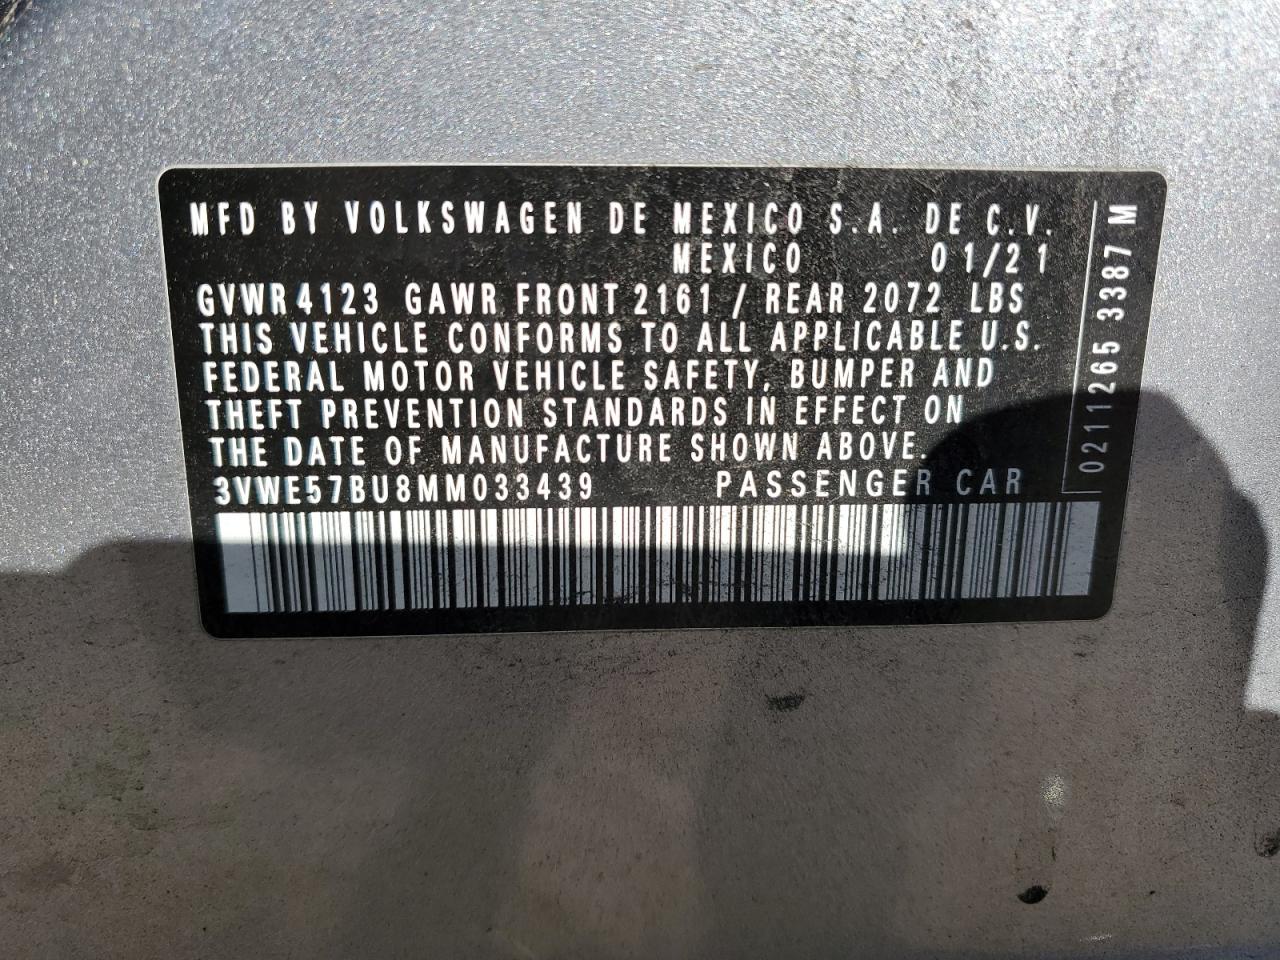 MFD BY VOLKSWAGEN DE MEXICO S.A. DE C.V.
MEXICO 01/21
GVWR 4123 GAWR FRONT 2161 / REAR 2072 LBS
THIS VEHICLE CONFORMS TO ALL APPLICABLE U.S.
FEDERAL MOTOR VEHICLE SAFETY, BUMPER AND
THEFT PREVENTION STANDARDS IN EFFECT ON
THE DATE OF MANUFACTURE SHOWN ABOVE.
3VWE57BU8MM033439 PASSENGER CAR
0211265 3387 M